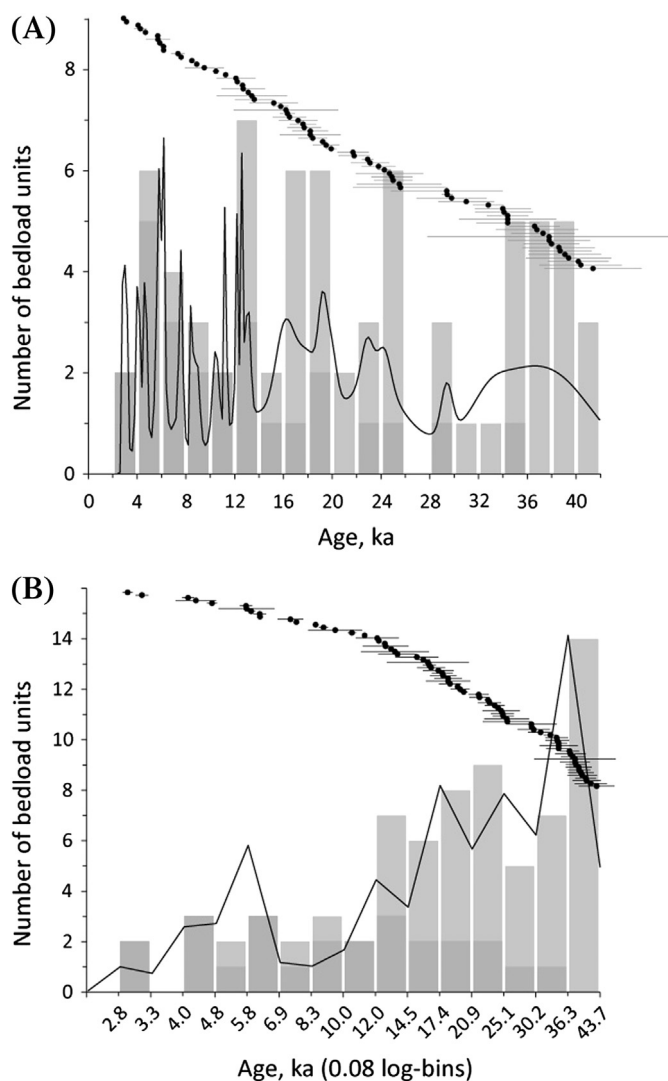 (A)
Number of bedload units
8
6
4
2
0
0 4 8 12 16 20 24 28 32 36 40
Age, ka
(B)
Number of bedload units
14
12
10
8
6
4
2
0
2.8 3.3 4.0 4.8 5.8 6.9 8.3 10.0 12.0 14.5 17.4 20.9 25.1 30.2 36.3 43.7
Age, ka (0.08 log-bins)